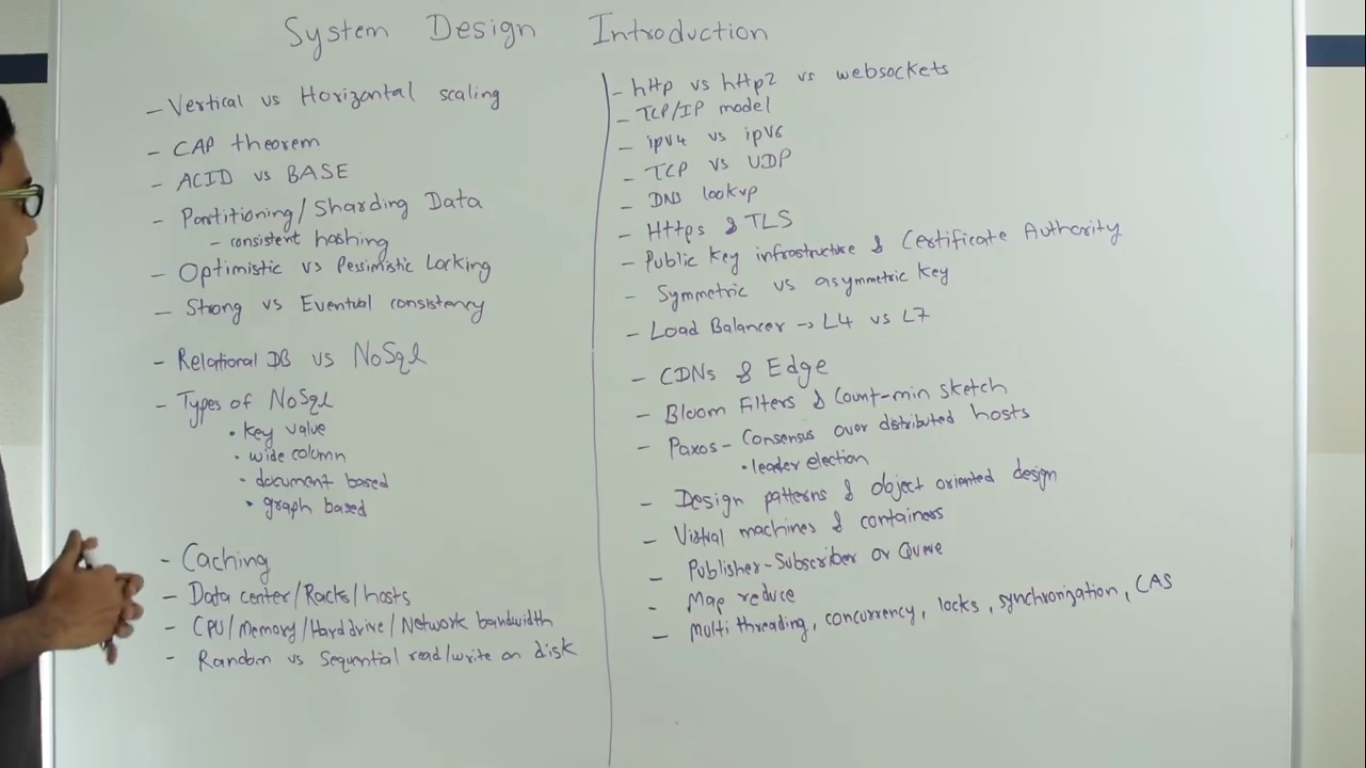 System Design Introduction
- Vertical vs Horizontal scaling
- CAP theorem
- ACID vs BASE
- Partitioning/Sharding Data
- consistent hashing
- Optimistic vs Pessimistic Locking
- Strong vs Eventual consistency
- Relational DB vs NoSql
- Types of NoSql
• key value
• wide column
• document based
• graph based
- Caching
- Data center/Racks/hosts
- CPU/Memory/Hard drive/Network bandwidth
- Random vs Sequential read/write on disk
- http vs http2 vs websockets
- TCP/IP model
- ipv4 vs ipv6
- TCP vs UDP
- DNS lookup
- Https & TLS
- Public key infrastructure & Certificate Authority
- Symmetric vs asymmetric key
- Load Balancer → L4 vs L7
- CDNs & Edge
- Bloom Filters & Count-min sketch
- Paxos - Consensus over distributed hosts
• leader election
- Design patterns & object oriented design
- Virtual machines & containers
- Publisher-Subscriber or Queue
- Map reduce
- Multi threading, concurrency, locks, synchronization, CAS